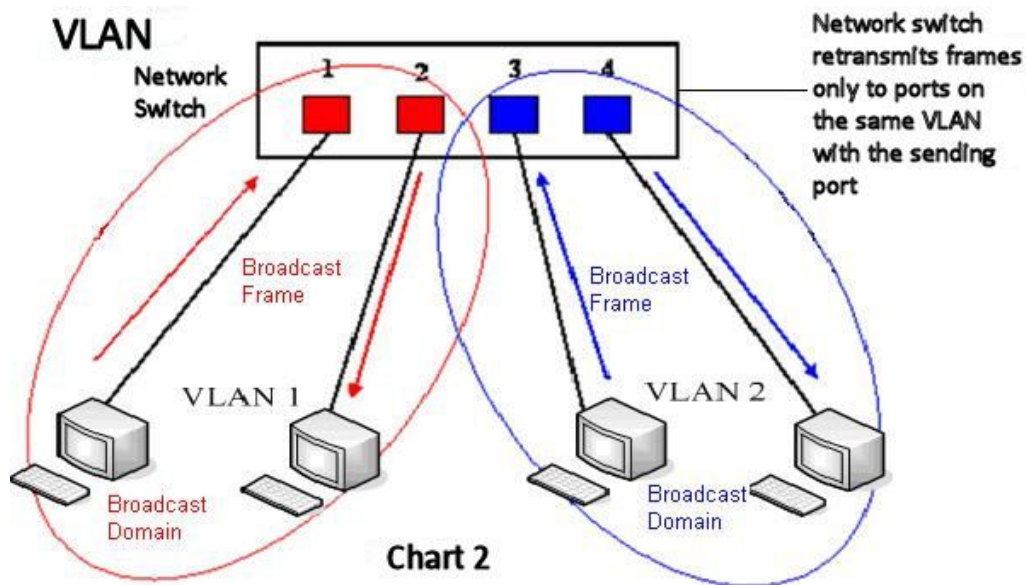 VLAN
Network
Switch
1
2
3
4
Network switch
retransmits frames
only to ports on
the same VLAN
with the sending
port
Broadcast
Frame
Broadcast
Frame
VLAN 1
VLAN 2
Broadcast
Domain
Broadcast
Domain
Chart 2